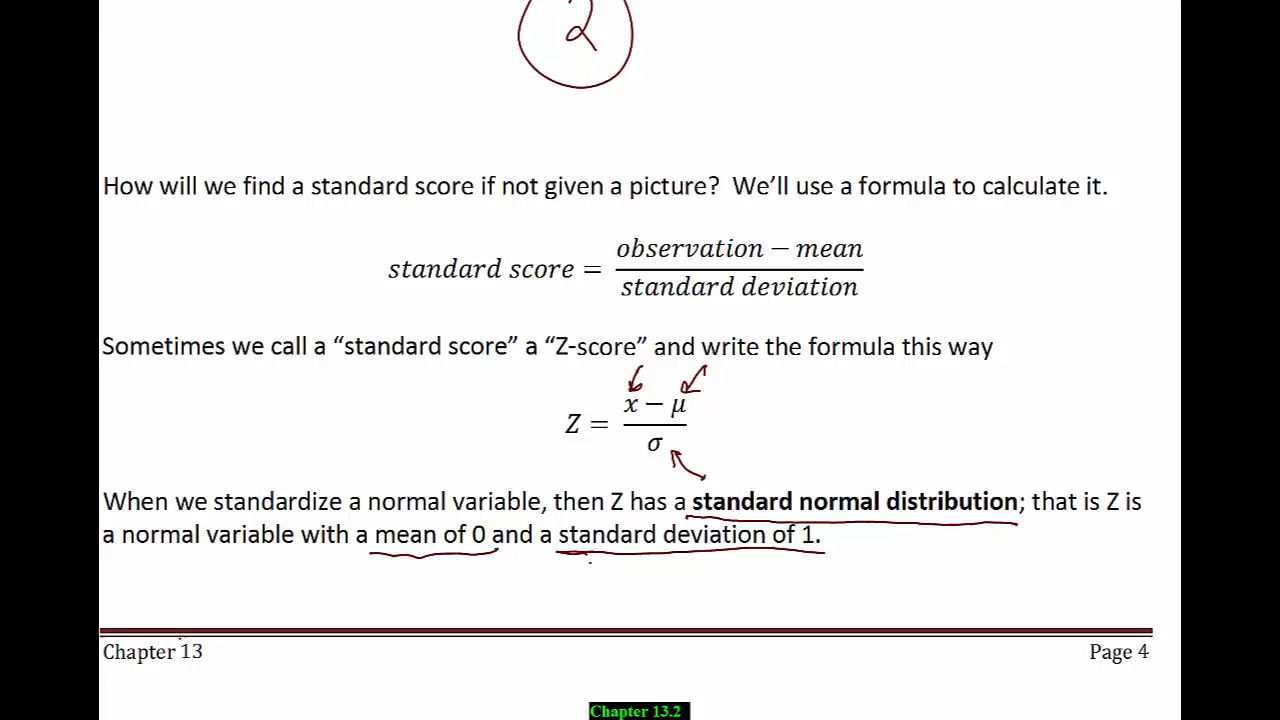 2
How will we find a standard score if not given a picture? We’ll use a formula to calculate it.
standard score = observation − mean / standard deviation
Sometimes we call a “standard score” a “Z-score” and write the formula this way
Z = x − μ / σ
When we standardize a normal variable, then Z has a standard normal distribution; that is Z is
a normal variable with a mean of 0 and a standard deviation of 1.
Chapter 13 Page 4
Chapter 13.2